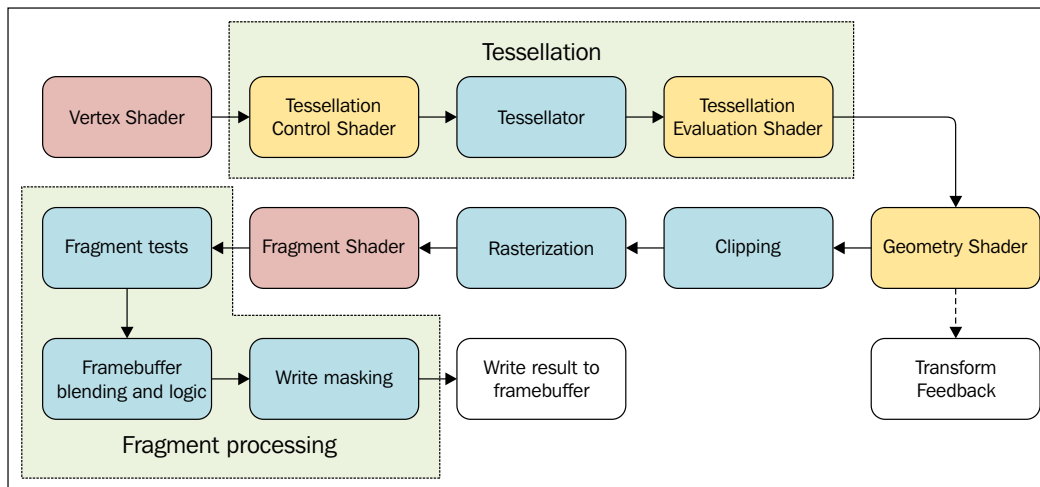 Tessellation
Vertex Shader
Tessellation
Control Shader
Tessellator
Tessellation
Evaluation Shader
Fragment tests
Fragment Shader
Rasterization
Clipping
Geometry Shader
Framebuffer
blending and logic
Write masking
Write result to
framebuffer
Transform
Feedback
Fragment processing